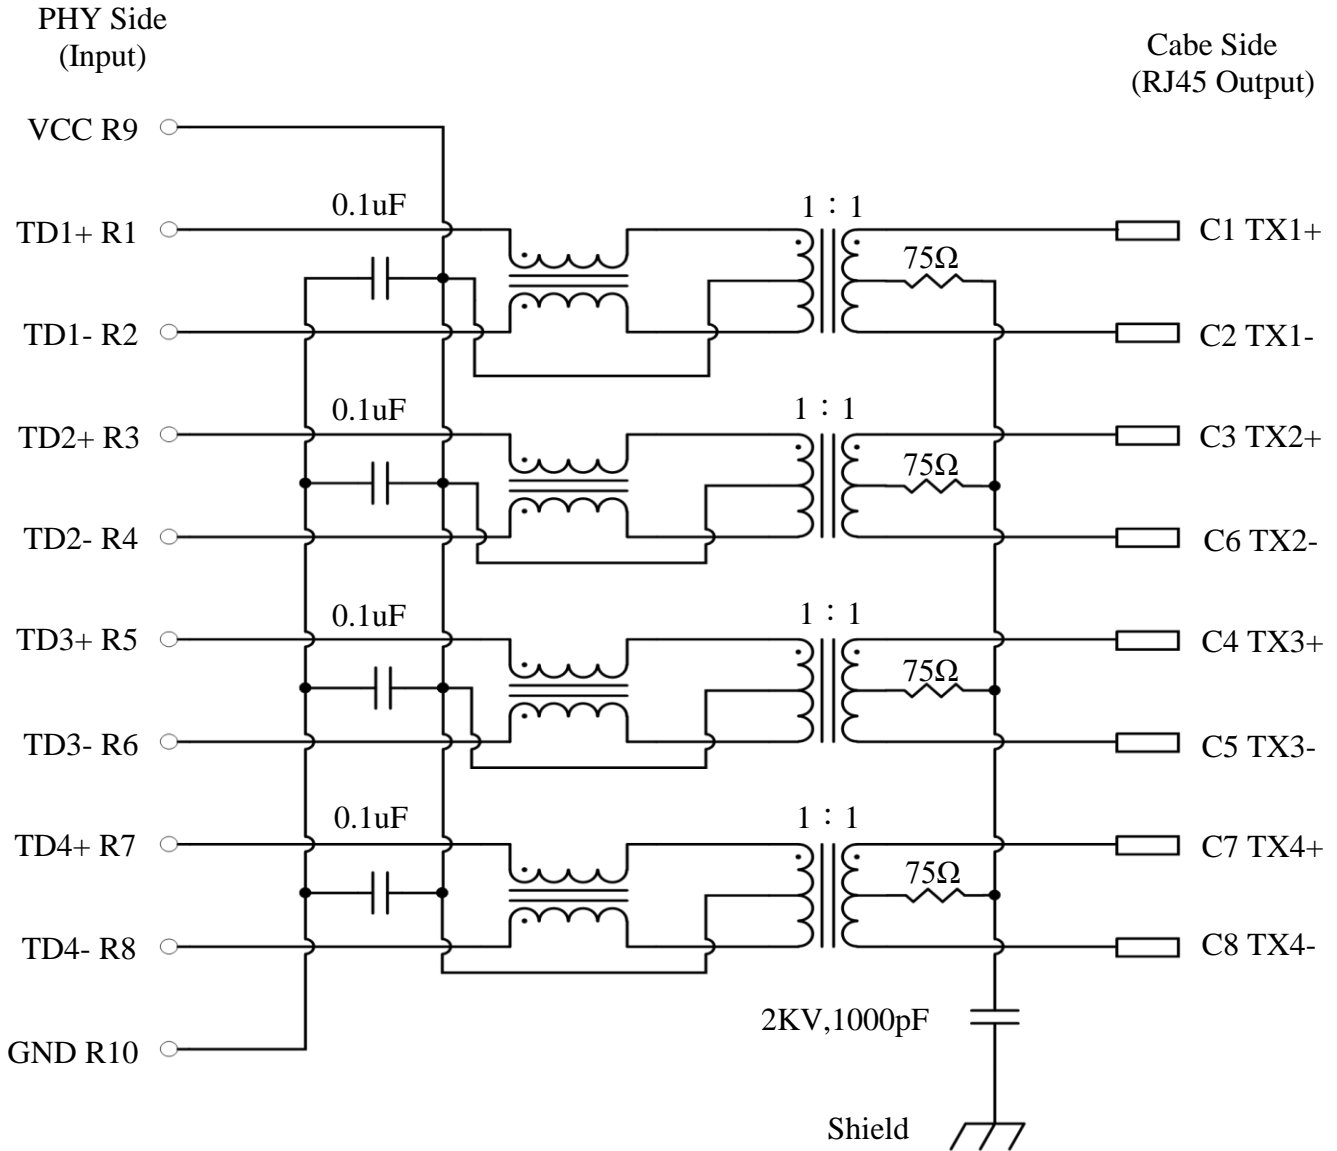 PHY Side
(Input)
Cabe Side
(RJ45 Output)
VCC R9
0.1uF
1 : 1
TD1+ R1
C1 TX1+
75Ω
TD1- R2
C2 TX1-
0.1uF
1 : 1
TD2+ R3
C3 TX2+
75Ω
TD2- R4
C6 TX2-
0.1uF
1 : 1
TD3+ R5
C4 TX3+
75Ω
TD3- R6
C5 TX3-
0.1uF
1 : 1
TD4+ R7
C7 TX4+
75Ω
TD4- R8
C8 TX4-
2KV,1000pF
GND R10
Shield